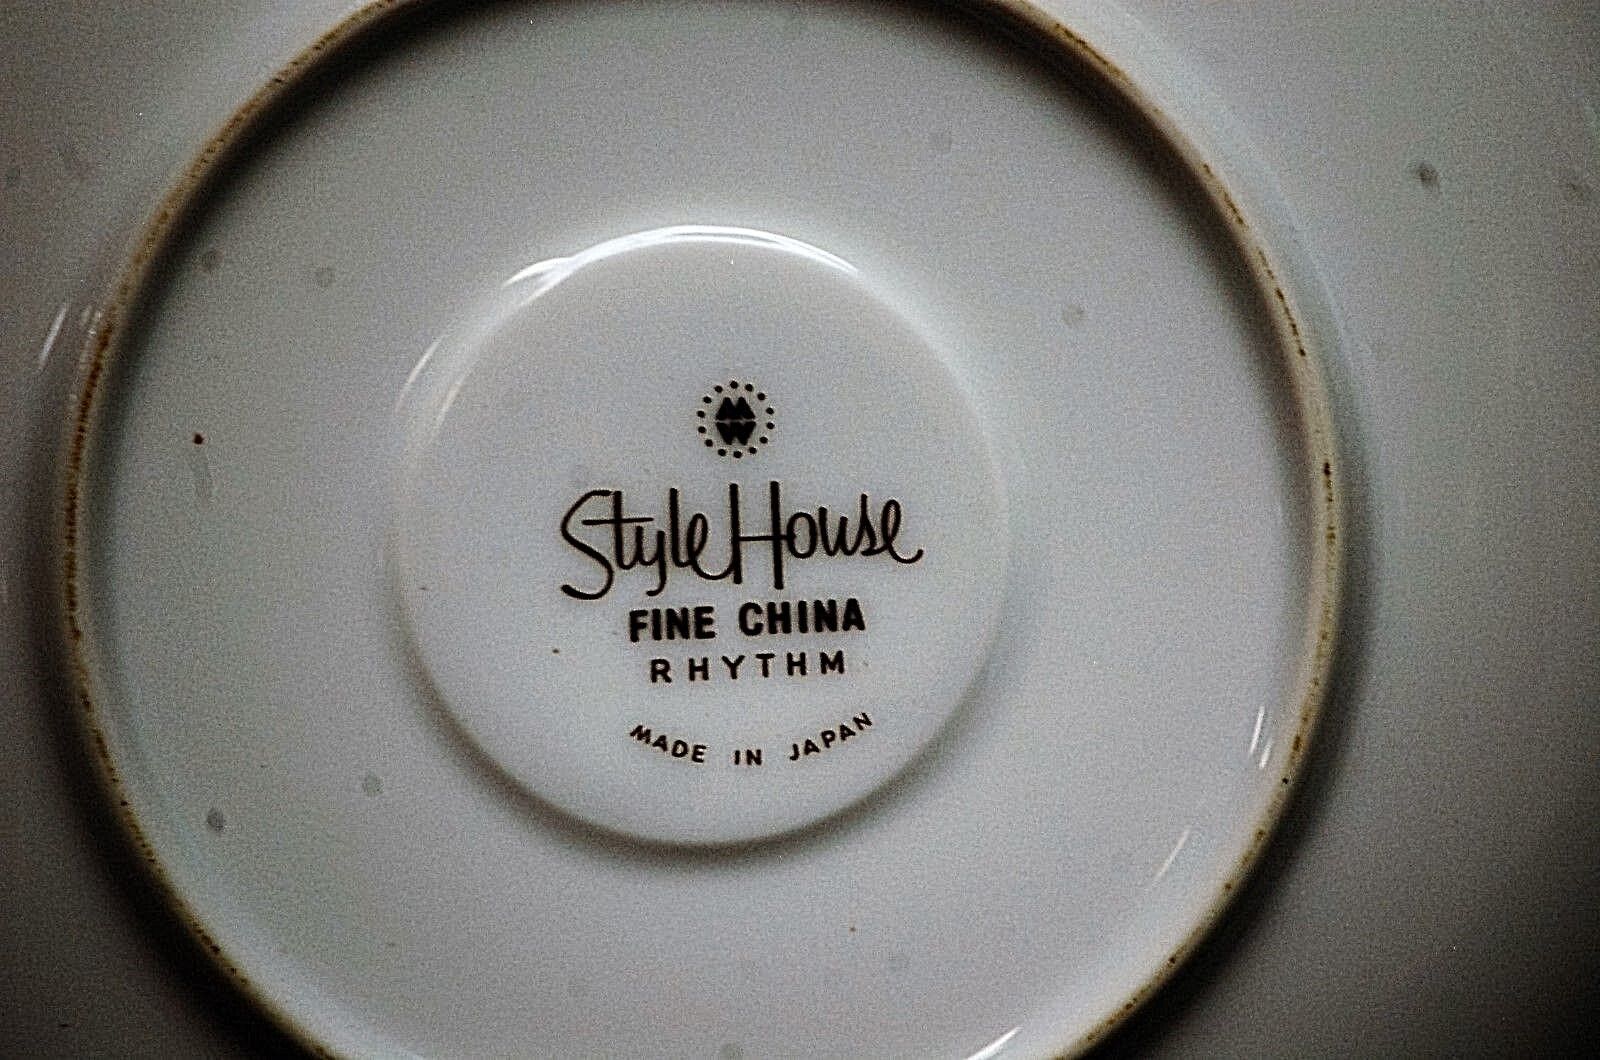 M
W
Style House
FINE CHINA
RHYTHM
MADE IN JAPAN